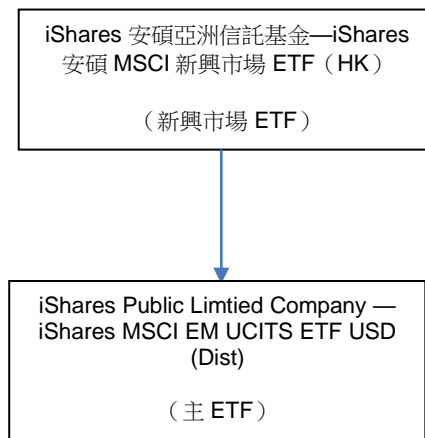 iShares 安碩亞洲信託基金—iShares
安碩 MSCI 新興市場 ETF（HK）
（新興市場 ETF）
iShares Public Limtied Company —
iShares MSCI EM UCITS ETF USD
(Dist)
（主 ETF）